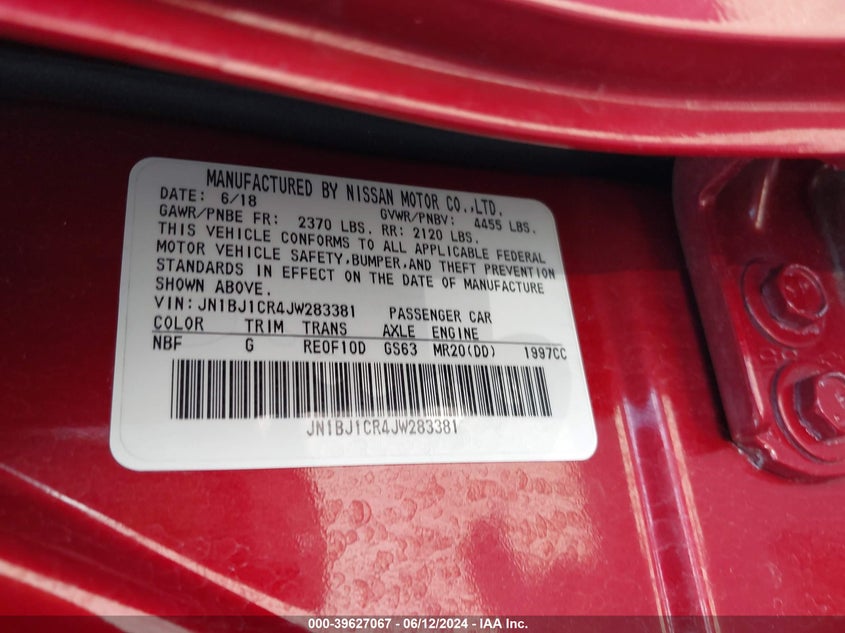 MANUFACTURED BY NISSAN MOTOR CO.,LTD.
DATE: 6/18 GVWR/PNBV: 4455 LBS.
GAWR/PNBE FR: 2370 LBS. RR: 2120 LBS.
THIS VEHICLE CONFORMS TO ALL APPLICABLE FEDERAL
MOTOR VEHICLE SAFETY,BUMPER,AND THEFT PREVENTION
STANDARDS IN EFFECT ON THE DATE OF MANUFACTURE
SHOWN ABOVE.
VIN: JN1BJ1CR4JW283381 PASSENGER CAR
COLOR TRIM TRANS AXLE ENGINE
NBF G RE0F10D GS63 MR20(DD) 1997CC
JN1BJ1CR4JW283381
000-39627067 - 06/12/2024 - IAA Inc.